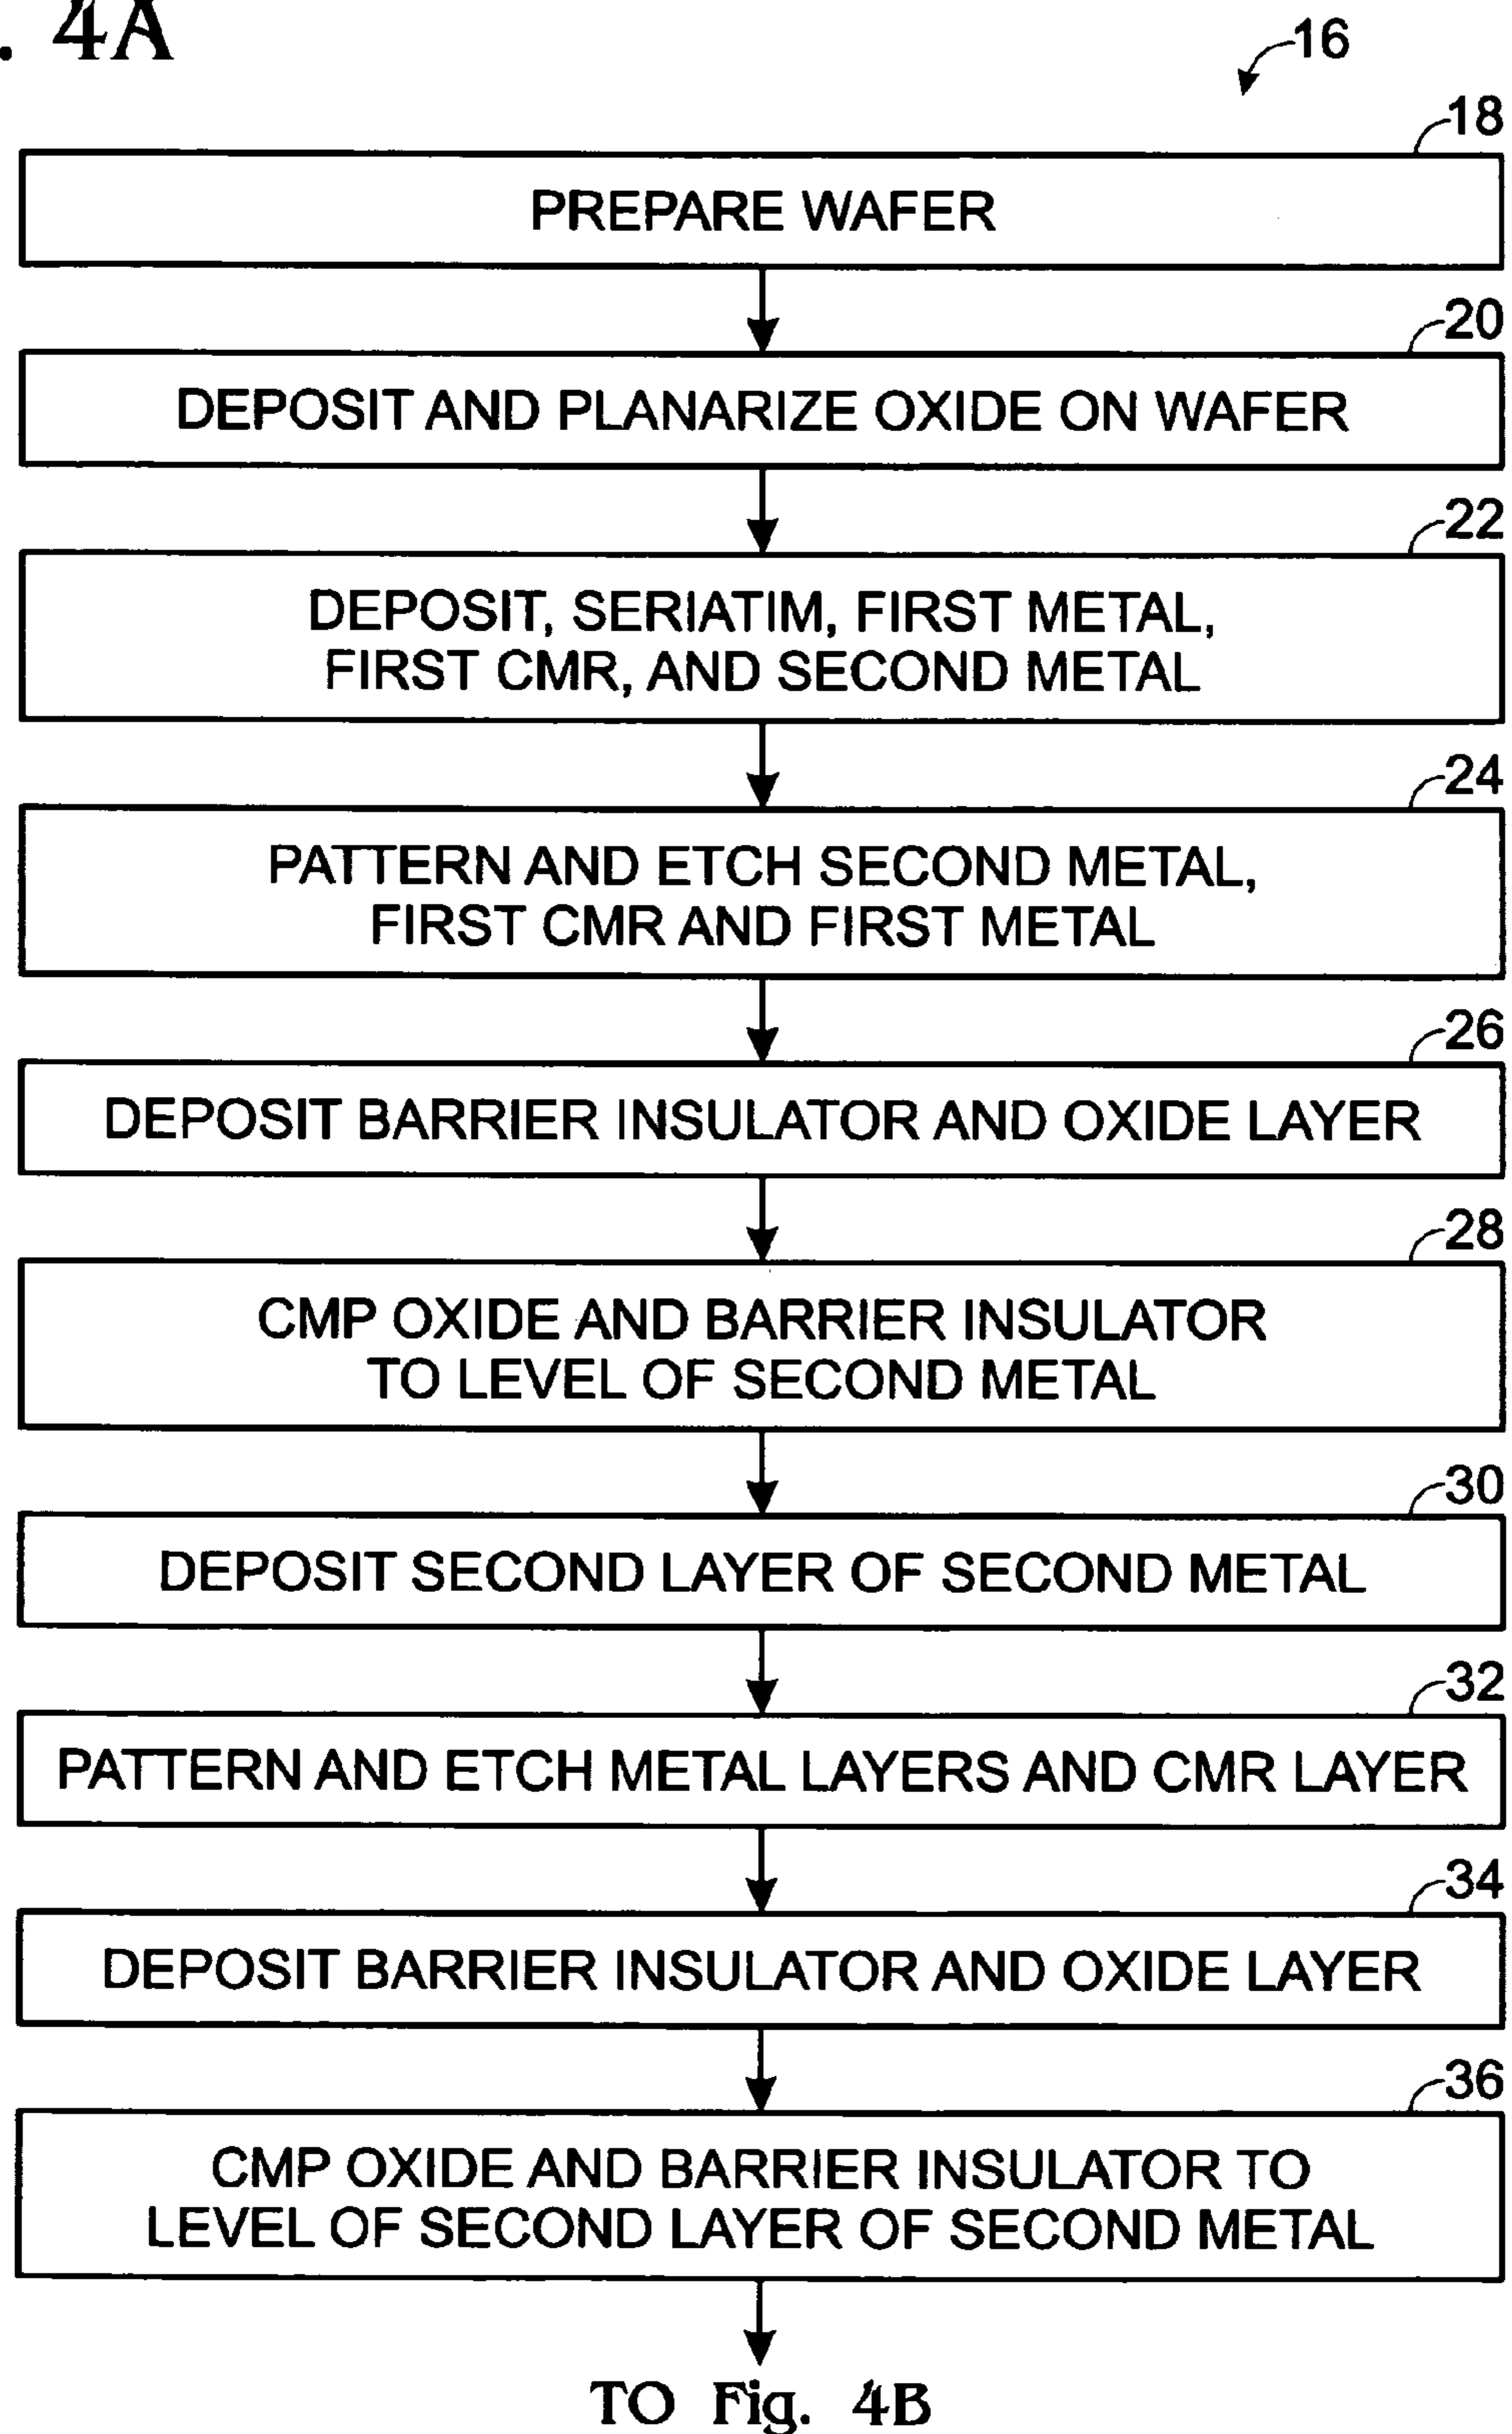 . 4A
16
18
PREPARE WAFER
20
DEPOSIT AND PLANARIZE OXIDE ON WAFER
22
DEPOSIT, SERIATIM, FIRST METAL,
FIRST CMR, AND SECOND METAL
24
PATTERN AND ETCH SECOND METAL,
FIRST CMR AND FIRST METAL
26
DEPOSIT BARRIER INSULATOR AND OXIDE LAYER
28
CMP OXIDE AND BARRIER INSULATOR
TO LEVEL OF SECOND METAL
30
DEPOSIT SECOND LAYER OF SECOND METAL
32
PATTERN AND ETCH METAL LAYERS AND CMR LAYER
34
DEPOSIT BARRIER INSULATOR AND OXIDE LAYER
36
CMP OXIDE AND BARRIER INSULATOR TO
LEVEL OF SECOND LAYER OF SECOND METAL
TO Fig. 4B